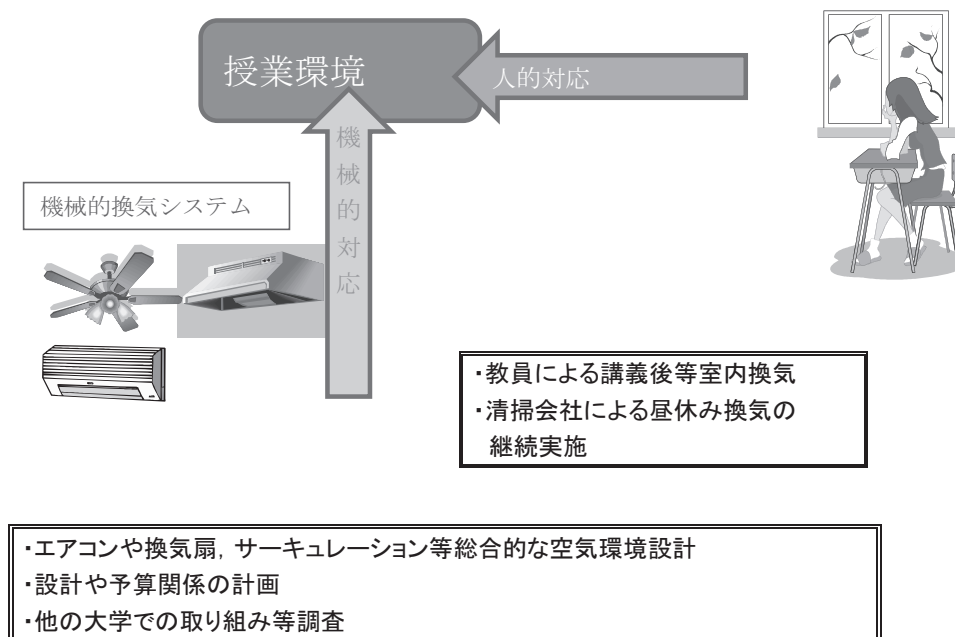 授業環境
人的対応
機械的対応
機械的換気システム
・教員による講義後等室内換気
・清掃会社による昼休み換気の
継続実施
・エアコンや換気扇，サーキュレーション等総合的な空気環境設計
・設計や予算関係の計画
・他の大学での取り組み等調査